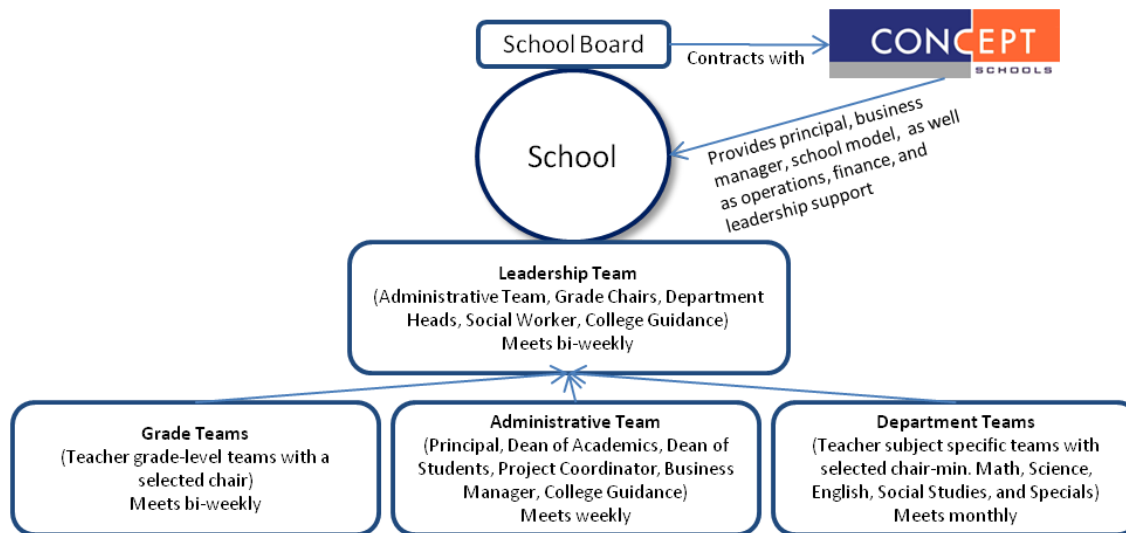 School Board
Contracts with
CONCEPT
SCHOOLS
School
Provides principal, business
manager, school model, as well
as operations, finance, and
leadership support
Leadership Team
(Administrative Team, Grade Chairs, Department
Heads, Social Worker, College Guidance)
Meets bi-weekly
Grade Teams
(Teacher grade-level teams with a
selected chair)
Meets bi-weekly
Administrative Team
(Principal, Dean of Academics, Dean of
Students, Project Coordinator, Business
Manager, College Guidance)
Meets weekly
Department Teams
(Teacher subject specific teams with
selected chair-min. Math, Science,
English, Social Studies, and Specials)
Meets monthly